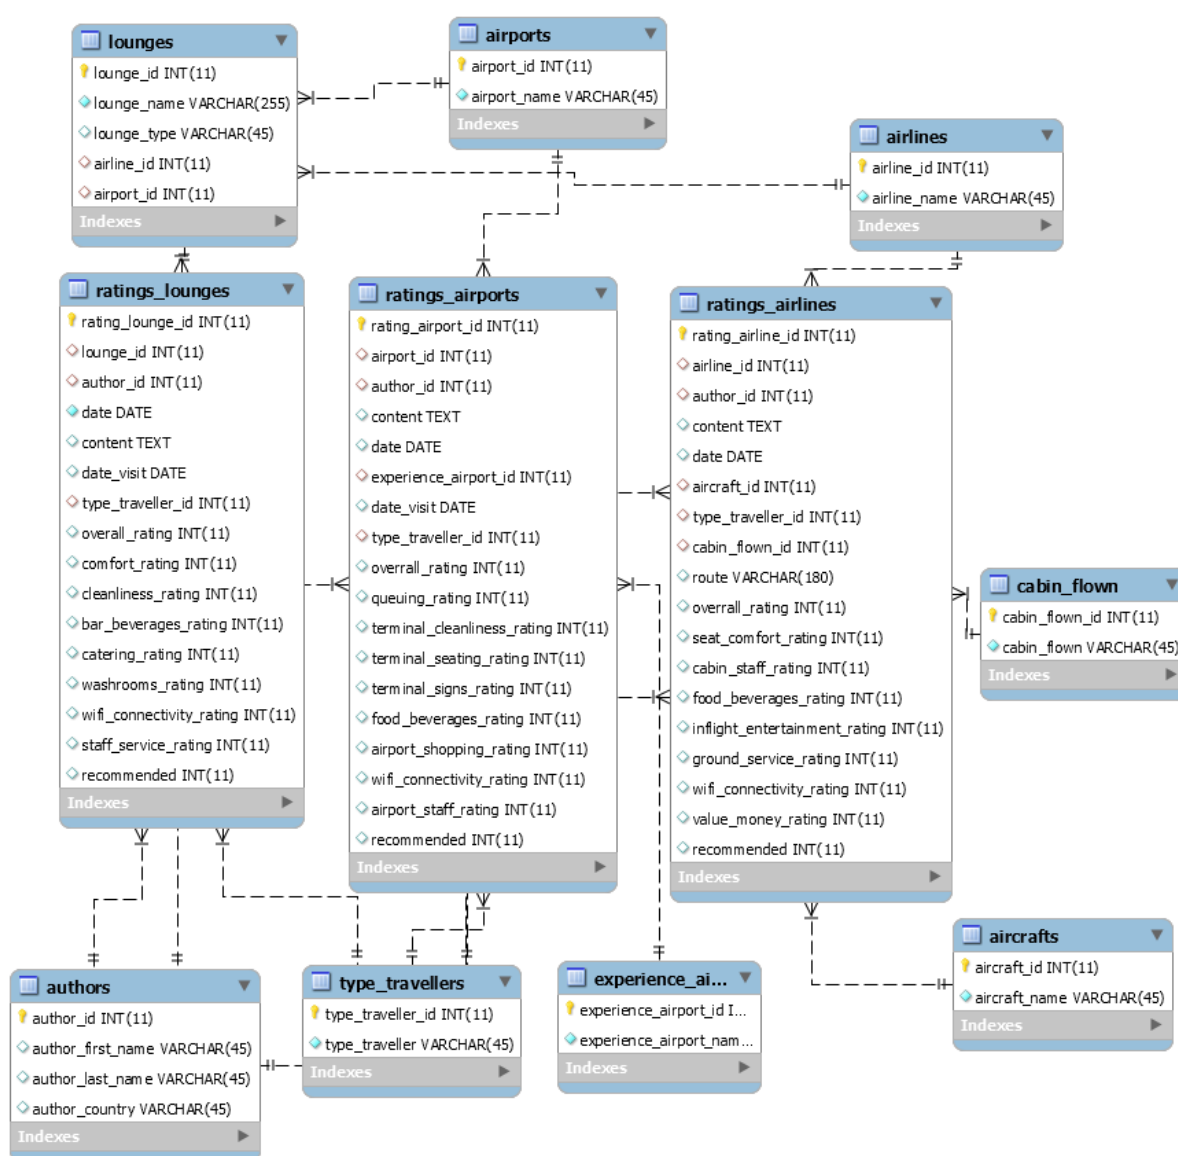 lounges
lounge_id INT(11)
lounge_name VARCHAR(255)
lounge_type VARCHAR(45)
airline_id INT(11)
airport_id INT(11)
Indexes
airports
airport_id INT(11)
airport_name VARCHAR(45)
Indexes
airlines
airline_id INT(11)
airline_name VARCHAR(45)
Indexes
ratings_lounges
rating_lounge_id INT(11)
lounge_id INT(11)
author_id INT(11)
date DATE
content TEXT
date_visit DATE
type_traveller_id INT(11)
overall_rating INT(11)
comfort_rating INT(11)
cleanliness_rating INT(11)
bar_beverages_rating INT(11)
catering_rating INT(11)
washrooms_rating INT(11)
wifi_connectivity_rating INT(11)
staff_service_rating INT(11)
recommended INT(11)
Indexes
ratings_airports
rating_airport_id INT(11)
airport_id INT(11)
author_id INT(11)
content TEXT
date DATE
experience_airport_id INT(11)
date_visit DATE
type_traveller_id INT(11)
overrall_rating INT(11)
queuing_rating INT(11)
terminal_cleanliness_rating INT(11)
terminal_seating_rating INT(11)
terminal_signs_rating INT(11)
food_beverages_rating INT(11)
airport_shopping_rating INT(11)
wifi_connectivity_rating INT(11)
airport_staff_rating INT(11)
recommended INT(11)
Indexes
ratings_airlines
rating_airline_id INT(11)
airline_id INT(11)
author_id INT(11)
content TEXT
date DATE
aircraft_id INT(11)
type_traveller_id INT(11)
cabin_flown_id INT(11)
route VARCHAR(180)
overrall_rating INT(11)
seat_comfort_rating INT(11)
cabin_staff_rating INT(11)
food_beverages_rating INT(11)
inflight_entertainment_rating INT(11)
ground_service_rating INT(11)
wifi_connectivity_rating INT(11)
value_money_rating INT(11)
recommended INT(11)
Indexes
cabin_flown
cabin_flown_id INT(11)
cabin_flown VARCHAR(45)
Indexes
authors
author_id INT(11)
author_first_name VARCHAR(45)
author_last_name VARCHAR(45)
author_country VARCHAR(45)
Indexes
type_travellers
type_traveller_id INT(11)
type_traveller VARCHAR(45)
Indexes
experience_ai...
experience_airport_id I...
experience_airport_nam...
Indexes
aircrafts
aircraft_id INT(11)
aircraft_name VARCHAR(45)
Indexes